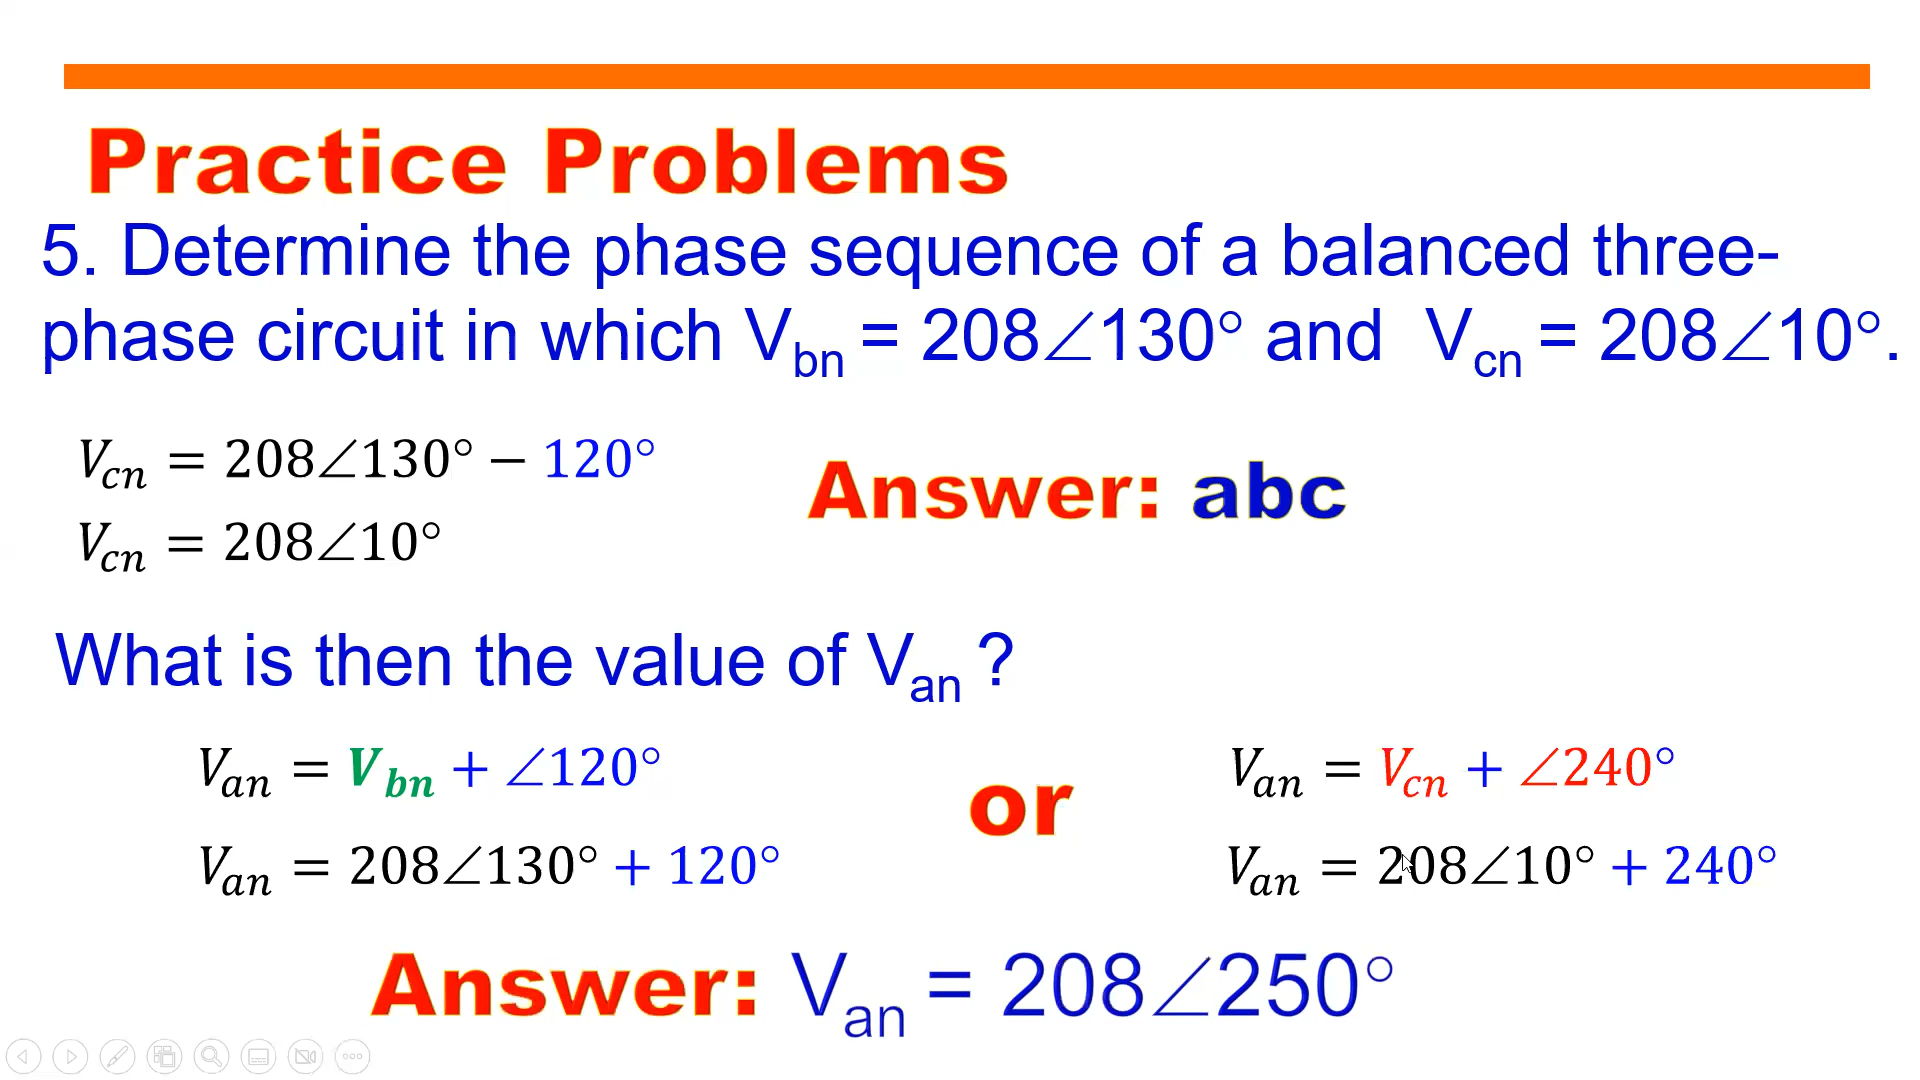 Practice Problems
5. Determine the phase sequence of a balanced three-
phase circuit in which Vbn = 208∠130° and Vcn = 208∠10°.
Vcn = 208∠130° − 120°
Answer: abc
Vcn = 208∠10°
What is then the value of Van ?
Van = Vbn + ∠120°
Van = 208∠130° + 120°
or
Van = Vcn + ∠240°
Van = 208∠10° + 240°
Answer: Van = 208∠250°